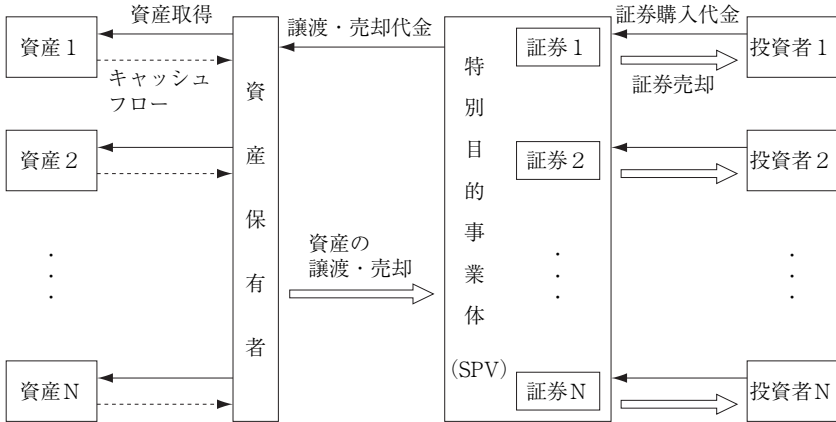 資産取得
譲渡・売却代金
証券購入代金
資産1
証券1
投資者1
キャッシュ
フロー
証券売却
資産2
証券2
投資者2
資産保有者
資産の
譲渡・売却
特別目的事業体
(SPV)
資産N
証券N
投資者N